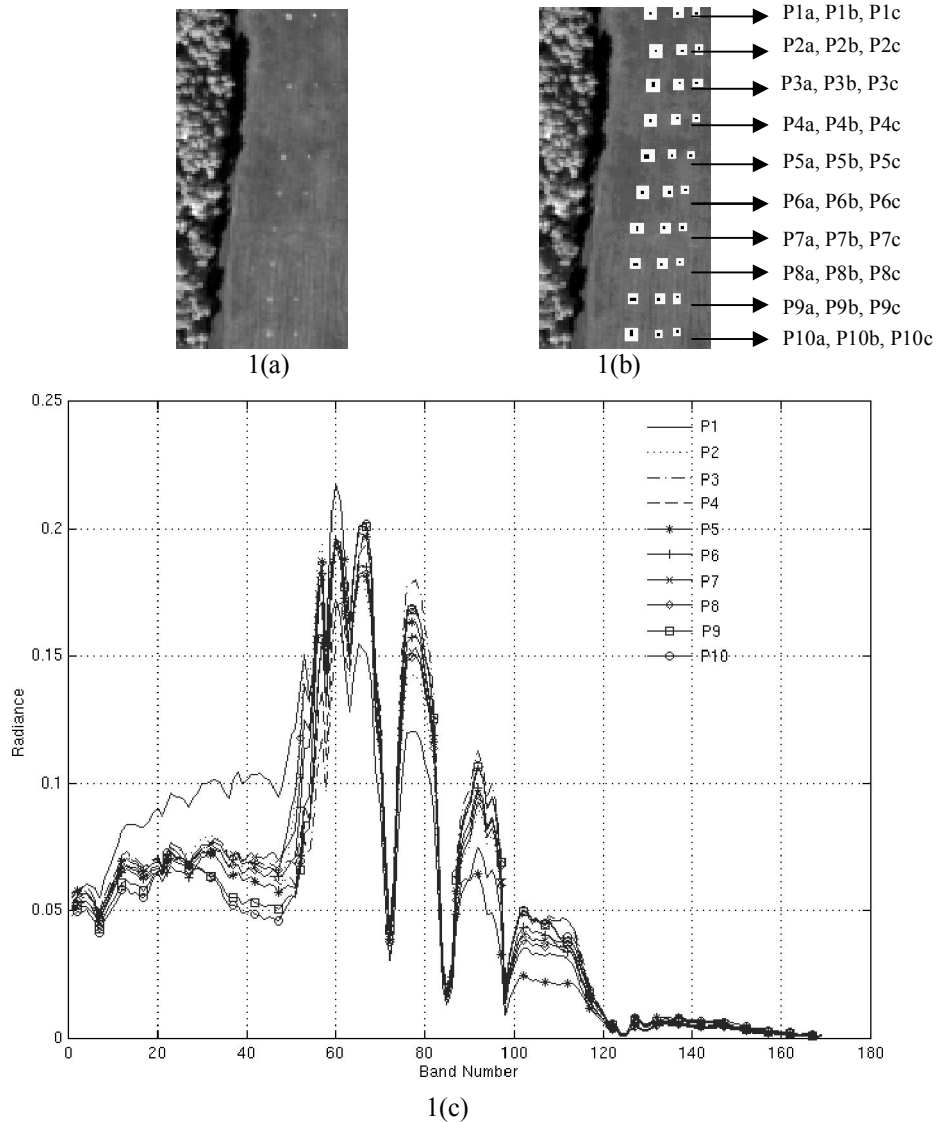 P1a, P1b, P1c
P2a, P2b, P2c
P3a, P3b, P3c
P4a, P4b, P4c
P5a, P5b, P5c
P6a, P6b, P6c
P7a, P7b, P7c
P8a, P8b, P8c
P9a, P9b, P9c
P10a, P10b, P10c
1(a)
1(b)
0.25
0.2
0.15
0.1
0.05
0
Radiance
P1
P2
P3
P4
P5
P6
P7
P8
P9
P10
0 20 40 60 80 100 120 140 160 180
Band Number
1(c)